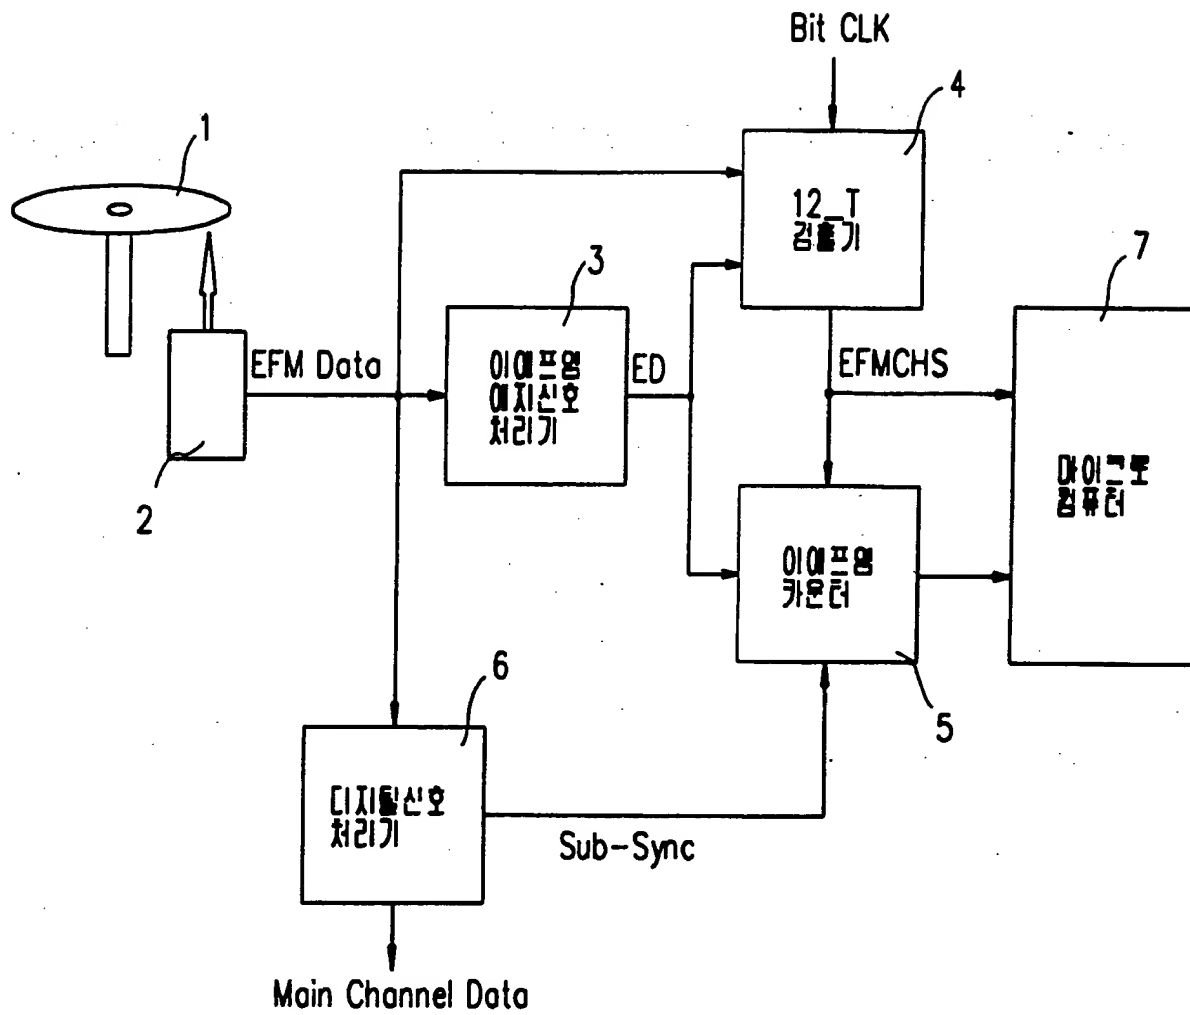 Bit CLK
4
1
12_T
검출기
7
3
이에프엠
에지신호
처리기
EFM Data
ED
EFMCHS
2
마이크로
컴퓨터
이에프엠
카운터
6
5
디지털신호
처리기
Sub-Sync
Main Channel Data